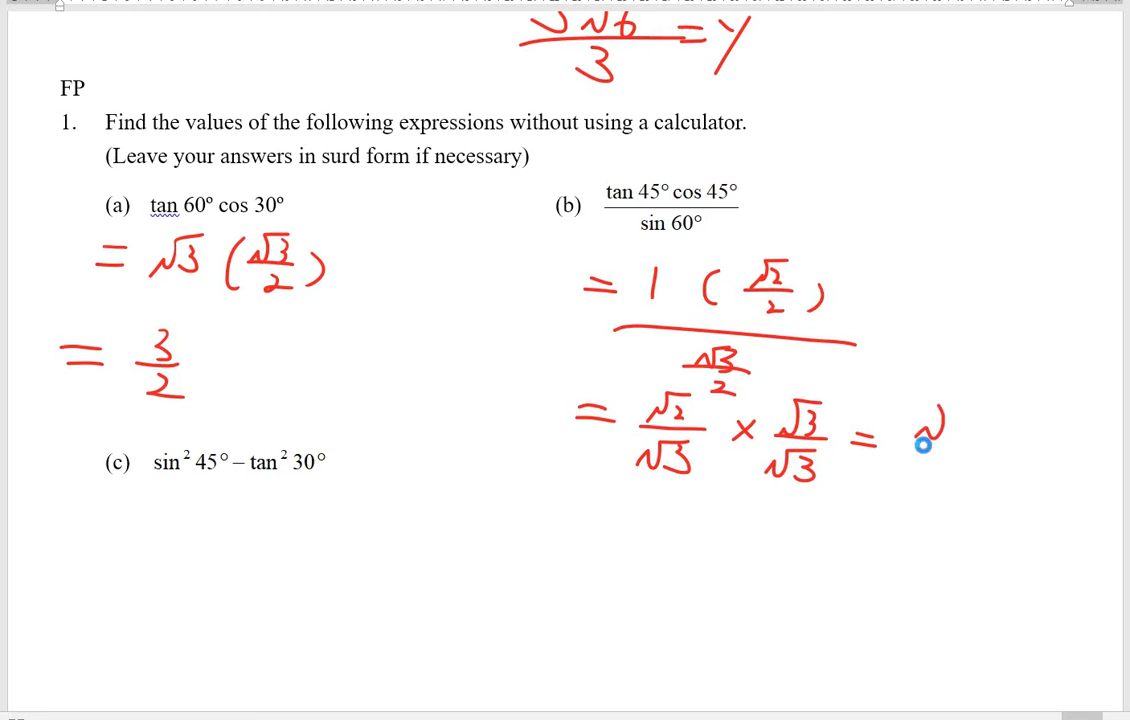 √6 / 3 = y
FP
1. Find the values of the following expressions without using a calculator.
(Leave your answers in surd form if necessary)
(a) tan 60° cos 30°
= √3 (√3/2)
= 3/2
(b) tan 45° cos 45° / sin 60°
= 1 (√2/2) / (√3/2)
= √2/√3 × √3/√3 = √
(c) sin² 45° – tan² 30°